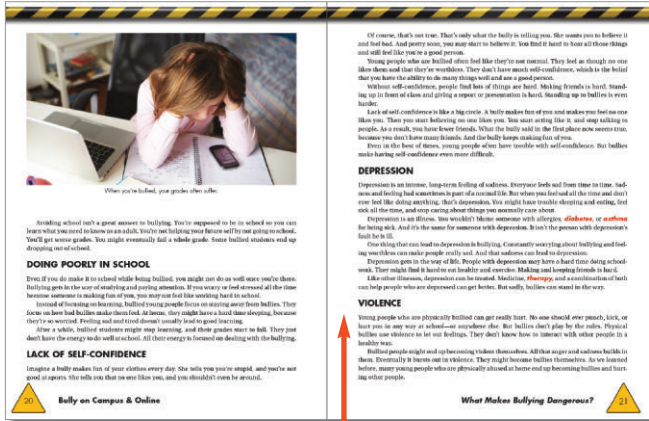 When you're bullied, your grades often suffer.
Avoiding school isn't a great answer to bullying. You're supposed to be in school so you can
learn what you need to know as an adult. You're not helping your future self by not going to school.
You'll get worse grades. You might eventually fail a whole grade. Some bullied students end up
dropping out of school.
DOING POORLY IN SCHOOL
Even if you do make it to school while being bullied, you might not do as well once you're there.
Bullying gets in the way of studying and paying attention. If you worry or feel stressed all the time
because someone is making fun of you, you may not feel like working hard in school.
Instead of focusing on learning, bullied young people focus on staying away from bullies. They
focus on how bad bullies make them feel. At home, they might have a hard time sleeping, because
they're so worried. Feeling sad and tired doesn't usually lead to good learning.
After a while, bullied students might stop learning, and their grades start to fall. They just
don't have the energy to do well at school. All their energy is focused on dealing with the bullying.
LACK OF SELF-CONFIDENCE
Imagine a bully makes fun of your clothes every day. She tells you you're stupid, and you're not
good at sports. She tells you that no one likes you, and you shouldn't even be around.
20 Bully on Campus & Online
Of course, that's not true. That's only what the bully is telling you. She wants you to believe it
and feel bad. And pretty soon, you may start to believe it. You find it hard to hear all those things
and still feel like you're a good person.
Young people who are bullied often feel like they're not normal. They feel as though no one
likes them and that they're worthless. They don't have much self-confidence, which is the belief
that you have the ability to do many things well and are a good person.
Without self-confidence, people find lots of things are hard. Making friends is hard. Stand-
ing up in front of class and giving a report or presentation is hard. Standing up to bullies is even
harder.
Lack of self-confidence is like a big circle. A bully makes fun of you and makes you feel no one
likes you. Then you start believing no one likes you. You start acting like it, and stop talking to
people. As a result, you have fewer friends. What the bully said in the first place now seems true,
because you don't have many friends. And the bully keeps making fun of you.
Even in the best of times, young people often have trouble with self-confidence. But bullies
make having self-confidence even more difficult.
DEPRESSION
Depression is an intense, long-term feeling of sadness. Everyone feels sad from time to time. Sad-
ness and feeling bad sometimes is part of a normal life. But when you feel sad all the time and don't
ever feel like doing anything, that's depression. You might have trouble sleeping and eating, feel
sick all the time, and stop caring about things you normally care about.
Depression is an illness. You wouldn't blame someone with allergies, diabetes, or asthma
for being sick. And it's the same for someone with depression. It isn't the person with depression's
fault he is ill.
One thing that can lead to depression is bullying. Constantly worrying about bullying and feel-
ing worthless can make people really sad. And that sadness can lead to depression.
Depression gets in the way of life. People with depression may have a hard time doing school-
work. They might find it hard to eat healthy and exercise. Making and keeping friends is hard.
Like other illnesses, depression can be treated. Medicine, therapy, and a combination of both
can help people who are depressed can get better. But sadly, bullies can stand in the way.
VIOLENCE
Young people who are physically bullied can get really hurt. No one should ever punch, kick, or
hurt you in any way at school—or anywhere else. But bullies don't play by the rules. Physical
bullies use violence to let out feelings. They don't know how to interact with other people in a
healthy way.
Bullied people might end up becoming violent themselves. All that anger and sadness builds in
them. Eventually it bursts out in violence. They might become bullies themselves. As we learned
before, many young people who are physically abused at home end up becoming bullies and hurt-
ing other people.
What Makes Bullying Dangerous? 21